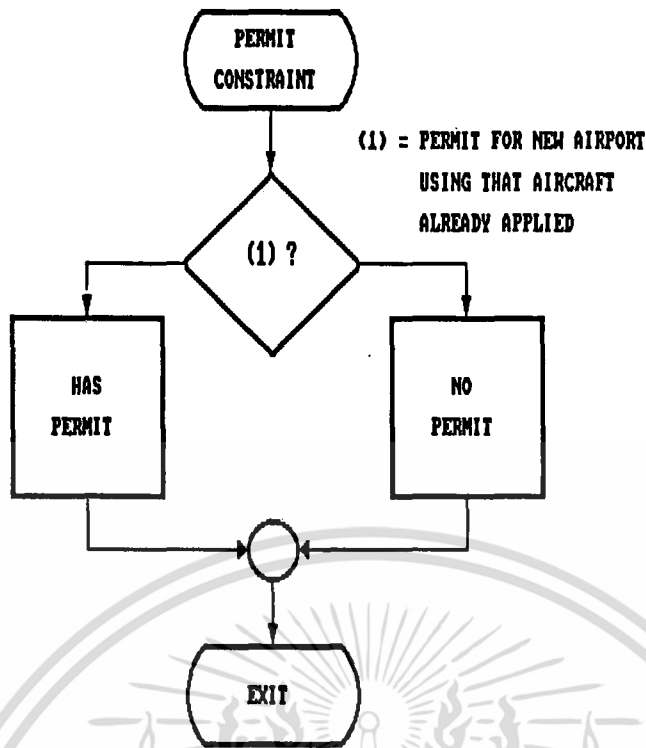 PERMIT
CONSTRAINT
(1) = PERMIT FOR NEW AIRPORT
USING THAT AIRCRAFT
ALREADY APPLIED
(1) ?
HAS
PERMIT
NO
PERMIT
EXIT